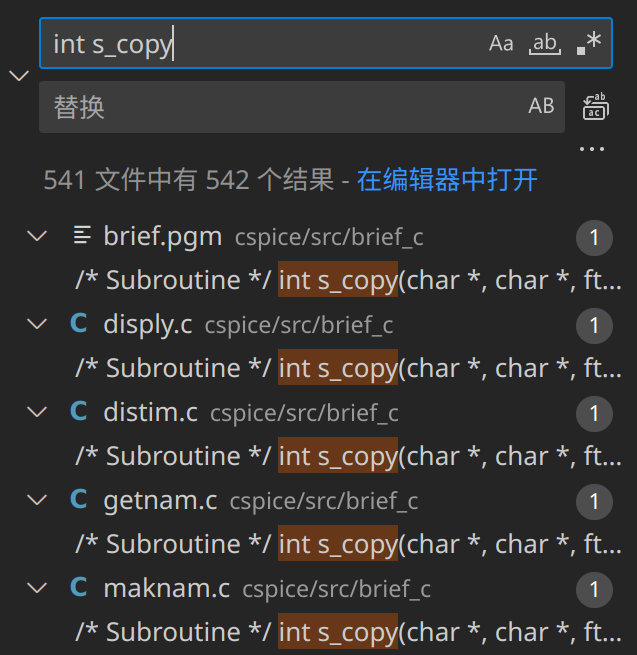 int s_copy Aa ab .*
替换 AB
...
541 文件中有 542 个结果 - 在编辑器中打开
brief.pgm cspice/src/brief_c 1
/* Subroutine */ int s_copy(char *, char *, ft...
C disply.c cspice/src/brief_c 1
/* Subroutine */ int s_copy(char *, char *, ft...
C distim.c cspice/src/brief_c 1
/* Subroutine */ int s_copy(char *, char *, ft...
C getnam.c cspice/src/brief_c 1
/* Subroutine */ int s_copy(char *, char *, ft...
C maknam.c cspice/src/brief_c 1
/* Subroutine */ int s_copy(char *, char *, ft...